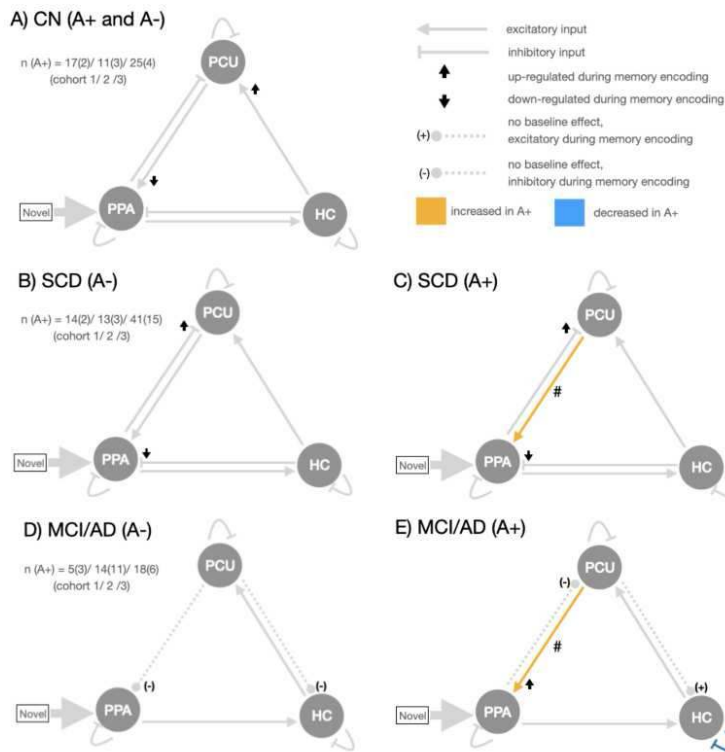 A) CN (A+ and A-)
n (A+) = 17(2)/ 11(3)/ 25(4)
(cohort 1/ 2 /3)
PCU
Novel
PPA
HC
excitatory input
inhibitory input
up-regulated during memory encoding
down-regulated during memory encoding
(+) no baseline effect,
excitatory during memory encoding
(-) no baseline effect,
inhibitory during memory encoding
increased in A+
decreased in A+
B) SCD (A-)
n (A+) = 14(2)/ 13(3)/ 41(15)
(cohort 1/ 2 /3)
PCU
Novel
PPA
HC
C) SCD (A+)
PCU
#
Novel
PPA
HC
D) MCI/AD (A-)
n (A+) = 5(3)/ 14(11)/ 18(6)
(cohort 1/ 2 /3)
PCU
(-)
(-)
Novel
PPA
HC
E) MCI/AD (A+)
PCU
(-)
#
(+)
Novel
PPA
HC